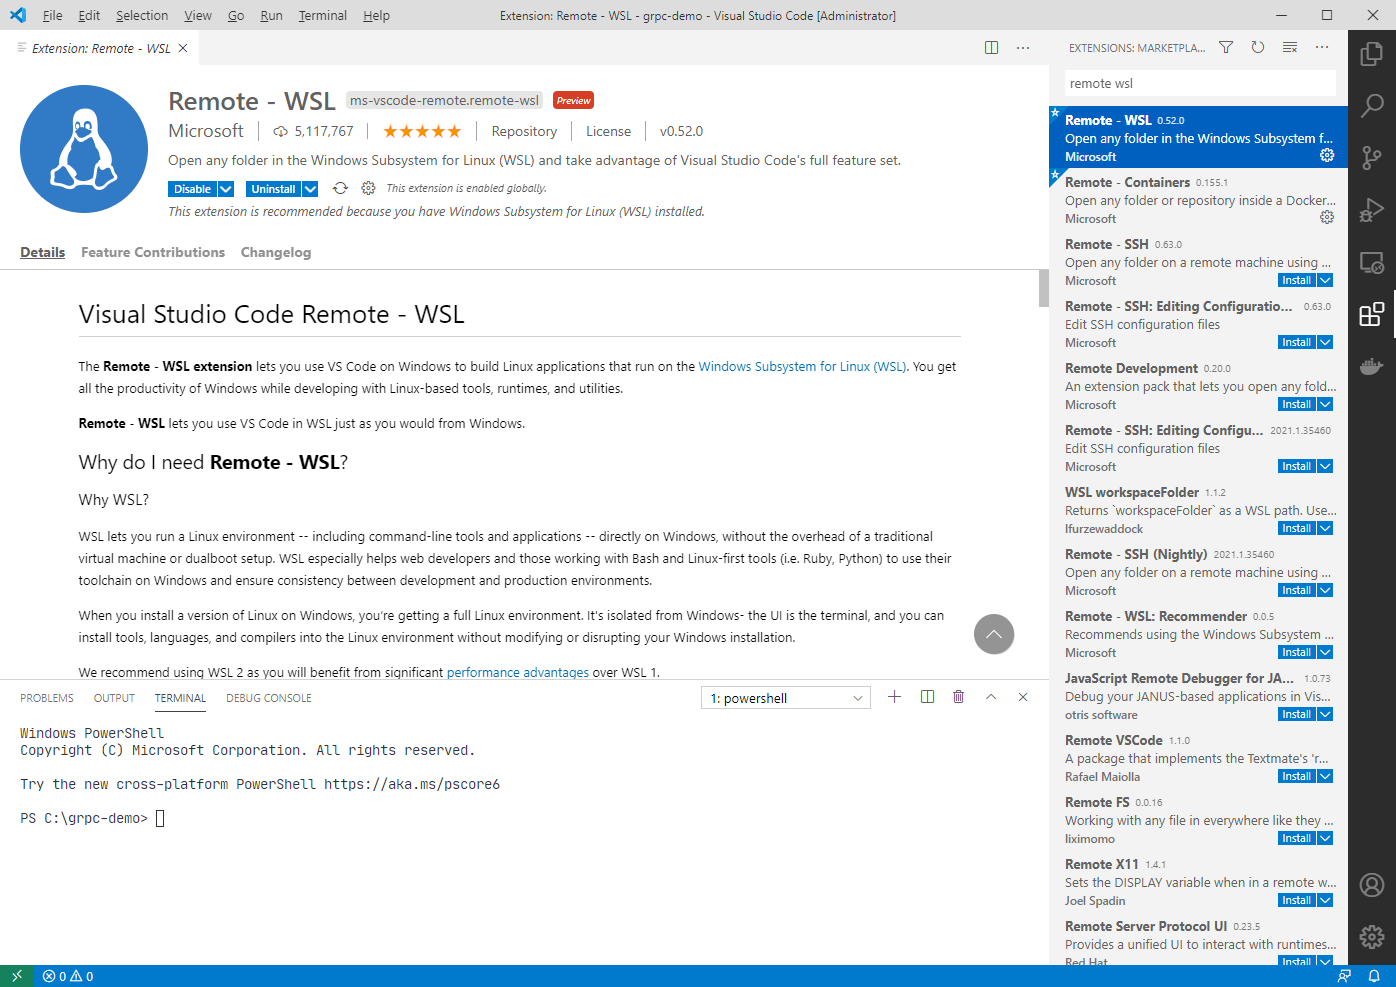 File Edit Selection View Go Run Terminal Help
Extension: Remote - WSL - grpc-demo - Visual Studio Code [Administrator]
Extension: Remote - WSL
Remote - WSL ms-vscode-remote.remote-wsl Preview
Microsoft 5,117,767 Repository License v0.52.0
Open any folder in the Windows Subsystem for Linux (WSL) and take advantage of Visual Studio Code's full feature set.
Disable Uninstall This extension is enabled globally.
This extension is recommended because you have Windows Subsystem for Linux (WSL) installed.
Details Feature Contributions Changelog
Visual Studio Code Remote - WSL
The Remote - WSL extension lets you use VS Code on Windows to build Linux applications that run on the Windows Subsystem for Linux (WSL). You get
all the productivity of Windows while developing with Linux-based tools, runtimes, and utilities.
Remote - WSL lets you use VS Code in WSL just as you would from Windows.
Why do I need Remote - WSL?
Why WSL?
WSL lets you run a Linux environment -- including command-line tools and applications -- directly on Windows, without the overhead of a traditional
virtual machine or dualboot setup. WSL especially helps web developers and those working with Bash and Linux-first tools (i.e. Ruby, Python) to use their
toolchain on Windows and ensure consistency between development and production environments.
When you install a version of Linux on Windows, you're getting a full Linux environment. It's isolated from Windows- the UI is the terminal, and you can
install tools, languages, and compilers into the Linux environment without modifying or disrupting your Windows installation.
We recommend using WSL 2 as you will benefit from significant performance advantages over WSL 1.
PROBLEMS OUTPUT TERMINAL DEBUG CONSOLE
1: powershell
Windows PowerShell
Copyright (C) Microsoft Corporation. All rights reserved.
Try the new cross-platform PowerShell https://aka.ms/pscore6
PS C:\grpc-demo>
EXTENSIONS: MARKETPLA...
remote wsl
Remote - WSL 0.52.0
Open any folder in the Windows Subsystem f...
Microsoft
Remote - Containers 0.155.1
Open any folder or repository inside a Docker...
Microsoft
Remote - SSH 0.63.0
Open any folder on a remote machine using ...
Microsoft Install
Remote - SSH: Editing Configuratio... 0.63.0
Edit SSH configuration files
Microsoft Install
Remote Development 0.20.0
An extension pack that lets you open any fold...
Microsoft Install
Remote - SSH: Editing Configu... 2021.1.35460
Edit SSH configuration files
Microsoft Install
WSL workspaceFolder 1.1.2
Returns `workspaceFolder` as a WSL path. Use...
lfurzewaddock Install
Remote - SSH (Nightly) 2021.1.35460
Open any folder on a remote machine using ...
Microsoft Install
Remote - WSL: Recommender 0.0.5
Recommends using the Windows Subsystem ...
Microsoft Install
JavaScript Remote Debugger for JA... 1.0.73
Debug your JANUS-based applications in Vis...
otris software Install
Remote VSCode 1.1.0
A package that implements the Textmate's 'r...
Rafael Maiolla Install
Remote FS 0.0.16
Working with any file in everywhere like they ...
liximomo Install
Remote X11 1.4.1
Sets the DISPLAY variable when in a remote w...
Joel Spadin Install
Remote Server Protocol UI 0.23.5
Provides a unified UI to interact with runtimes...
Red Hat Install
0 0